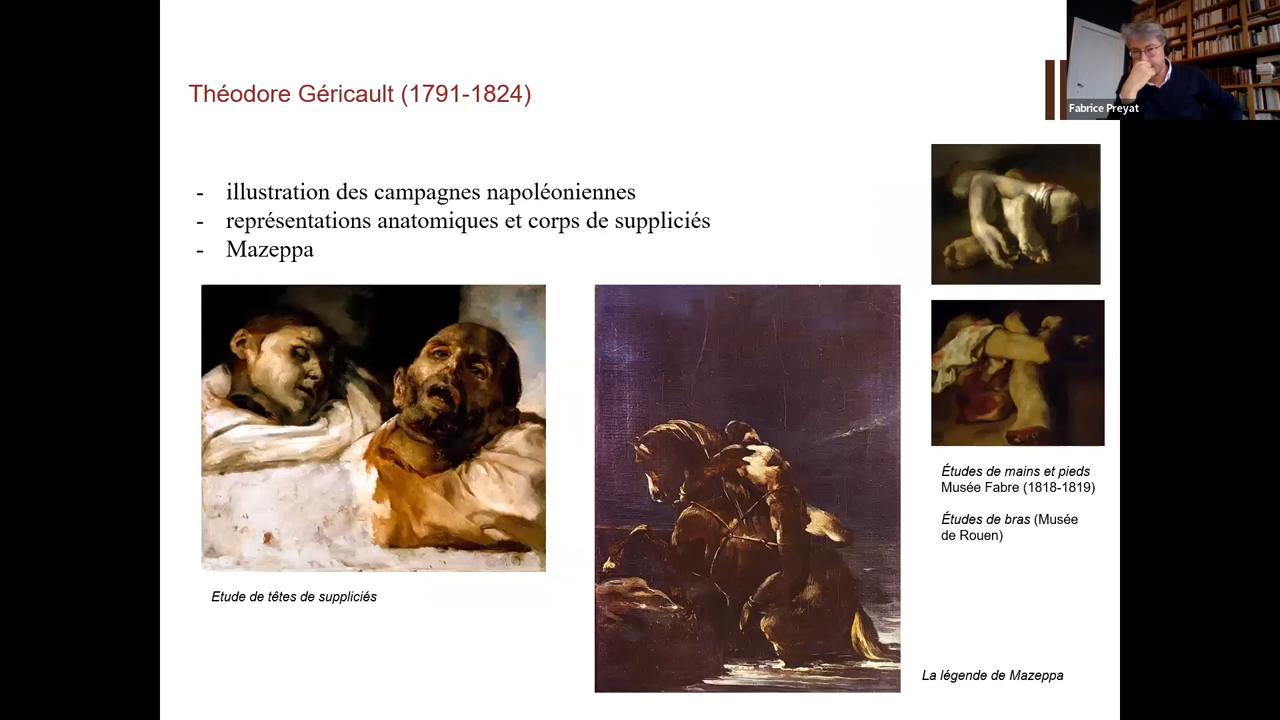 Théodore Géricault (1791-1824)
Fabrice Preyat
- illustration des campagnes napoléoniennes
- représentations anatomiques et corps de suppliciés
- Mazeppa
Études de mains et pieds
Musée Fabre (1818-1819)
Études de bras (Musée
de Rouen)
Etude de têtes de suppliciés
La légende de Mazeppa